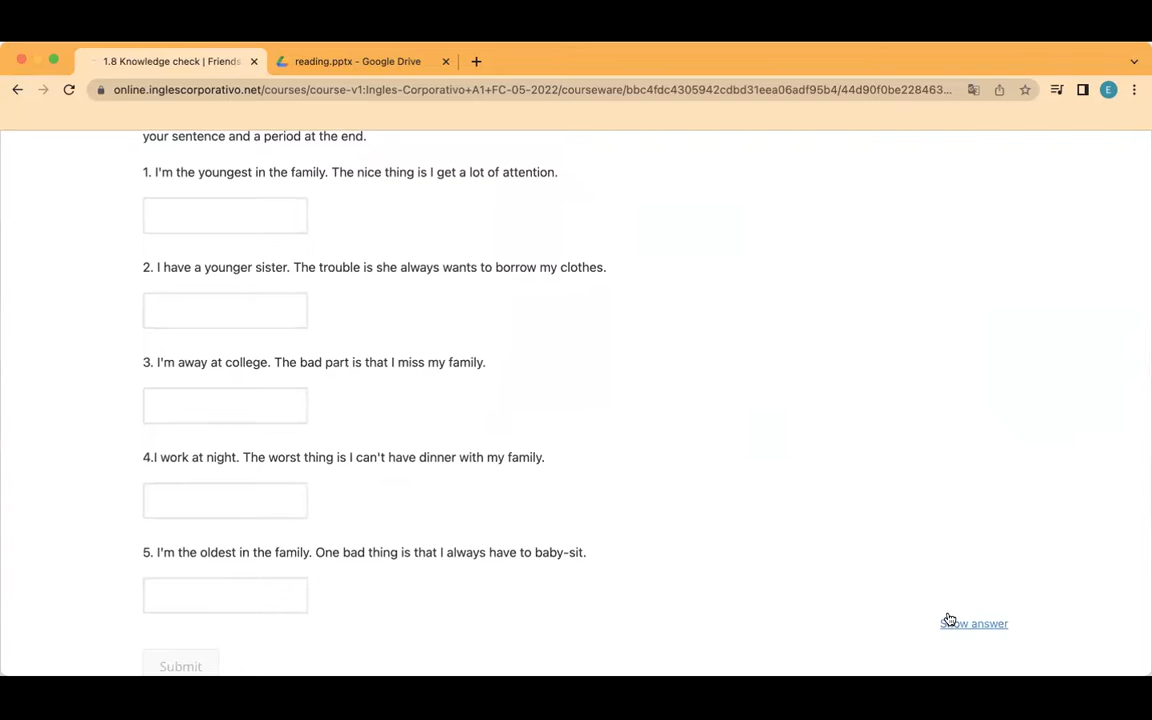 1.8 Knowledge check | Friends
reading.pptx - Google Drive
online.inglescorporativo.net/courses/course-v1:Ingles-Corporativo+A1+FC-05-2022/courseware/bbc4fdc4305942cdbd31eea06adf95b4/44d90f0be228463...
E
your sentence and a period at the end.
1. I'm the youngest in the family. The nice thing is I get a lot of attention.
2. I have a younger sister. The trouble is she always wants to borrow my clothes.
3. I'm away at college. The bad part is that I miss my family.
4.I work at night. The worst thing is I can't have dinner with my family.
5. I'm the oldest in the family. One bad thing is that I always have to baby-sit.
Show answer
Submit